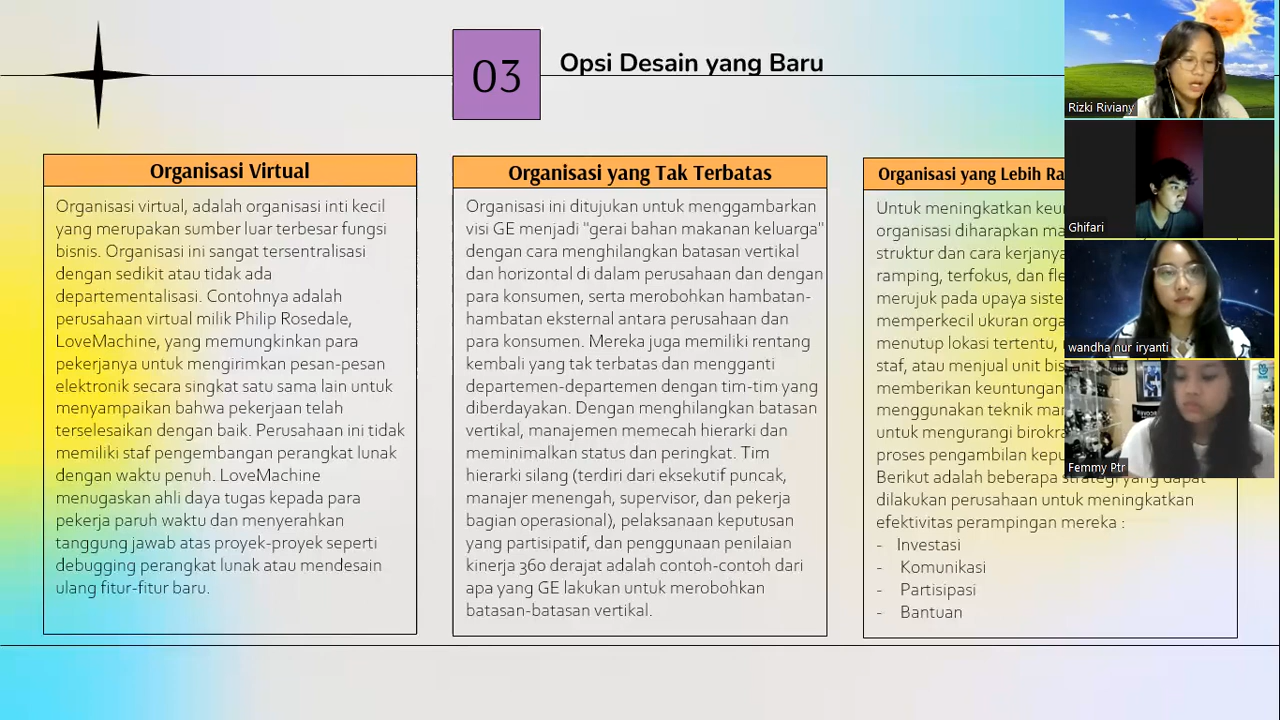 03
Opsi Desain yang Baru
Organisasi Virtual
Organisasi virtual, adalah organisasi inti kecil
yang merupakan sumber luar terbesar fungsi
bisnis. Organisasi ini sangat tersentralisasi
dengan sedikit atau tidak ada
departementalisasi. Contohnya adalah
perusahaan virtual milik Philip Rosedale,
LoveMachine, yang memungkinkan para
pekerjanya untuk mengirimkan pesan-pesan
elektronik secara singkat satu sama lain untuk
menyampaikan bahwa pekerjaan telah
terselesaikan dengan baik. Perusahaan ini tidak
memiliki staf pengembangan perangkat lunak
dengan waktu penuh. LoveMachine
menugaskan ahli daya tugas kepada para
pekerja paruh waktu dan menyerahkan
tanggung jawab atas proyek-proyek seperti
debugging perangkat lunak atau mendesain
ulang fitur-fitur baru.
Organisasi yang Tak Terbatas
Organisasi ini ditujukan untuk menggambarkan
visi GE menjadi "gerai bahan makanan keluarga"
dengan cara menghilangkan batasan vertikal
dan horizontal di dalam perusahaan dan dengan
para konsumen, serta merobohkan hambatan-
hambatan eksternal antara perusahaan dan
para konsumen. Mereka juga memiliki rentang
kembali yang tak terbatas dan mengganti
departemen-departemen dengan tim-tim yang
diberdayakan. Dengan menghilangkan batasan
vertikal, manajemen memecah hierarki dan
meminimalkan status dan peringkat. Tim
hierarki silang (terdiri dari eksekutif puncak,
manajer menengah, supervisor, dan pekerja
bagian operasional), pelaksanaan keputusan
yang partisipatif, dan penggunaan penilaian
kinerja 360 derajat adalah contoh-contoh dari
apa yang GE lakukan untuk merobohkan
batasan-batasan vertikal.
Organisasi yang Lebih Ra
Untuk meningkatkan keun
organisasi diharapkan ma
struktur dan cara kerjanya
ramping, terfokus, dan fle
merujuk pada upaya siste
memperkecil ukuran orga
menutup lokasi tertentu,
staf, atau menjual unit bis
memberikan keuntungan
menggunakan teknik man
untuk mengurangi birokra
proses pengambilan kepu
Berikut adalah beberapa strategi yang dapat
dilakukan perusahaan untuk meningkatkan
efektivitas perampingan mereka :
- Investasi
- Komunikasi
- Partisipasi
- Bantuan
Rizki Riviany
Ghifari
wandha nur iryanti
Femmy Ptr